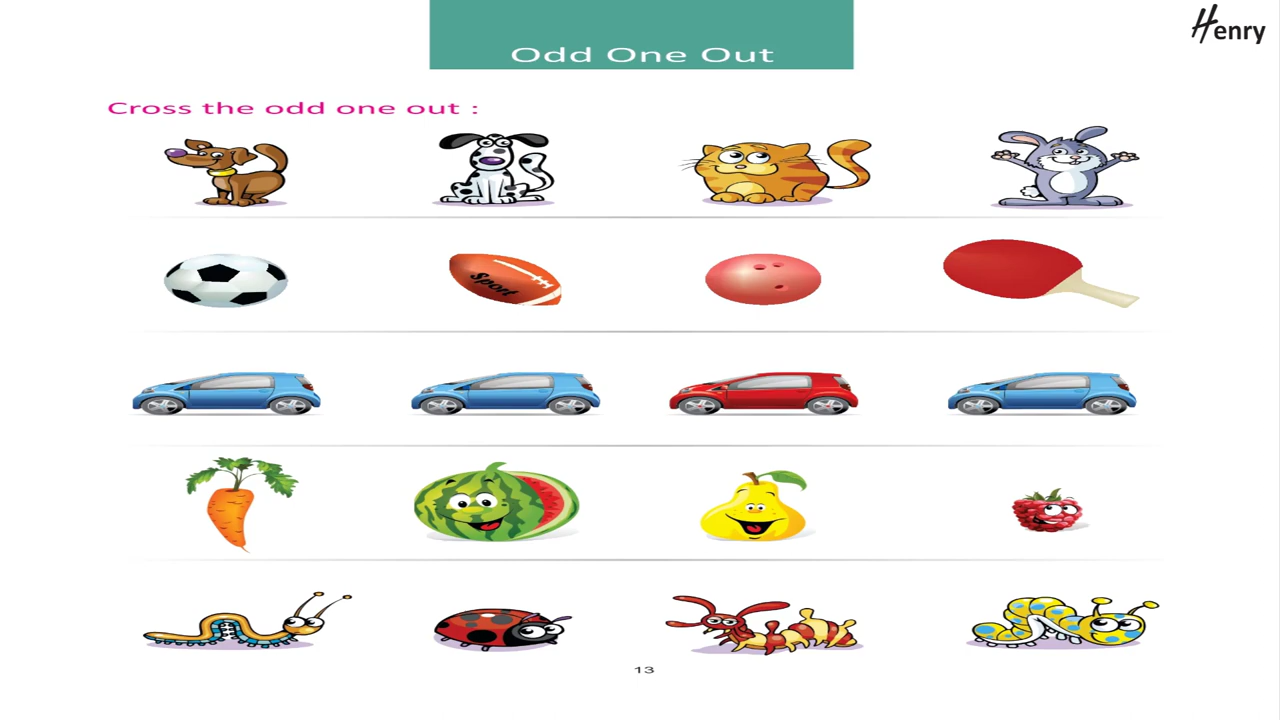 Henry
Odd One Out
Cross the odd one out :
Sport
13